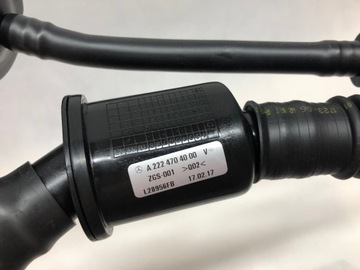 A 222 470 40 00 V
ZGS-001 >002<
L28956FB 17.02.17